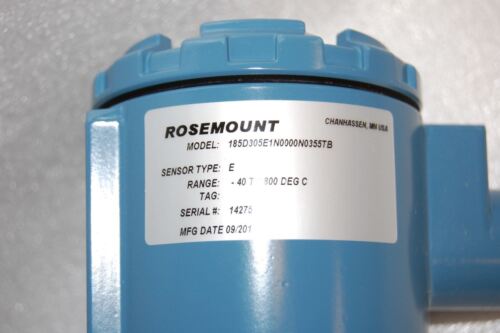 ROSEMOUNT
CHANHASSEN, MN USA
MODEL: 185D305E1N0000N0355TB
SENSOR TYPE: E
RANGE: - 40 T 800 DEG C
TAG:
SERIAL #: 14275
MFG DATE 09/201